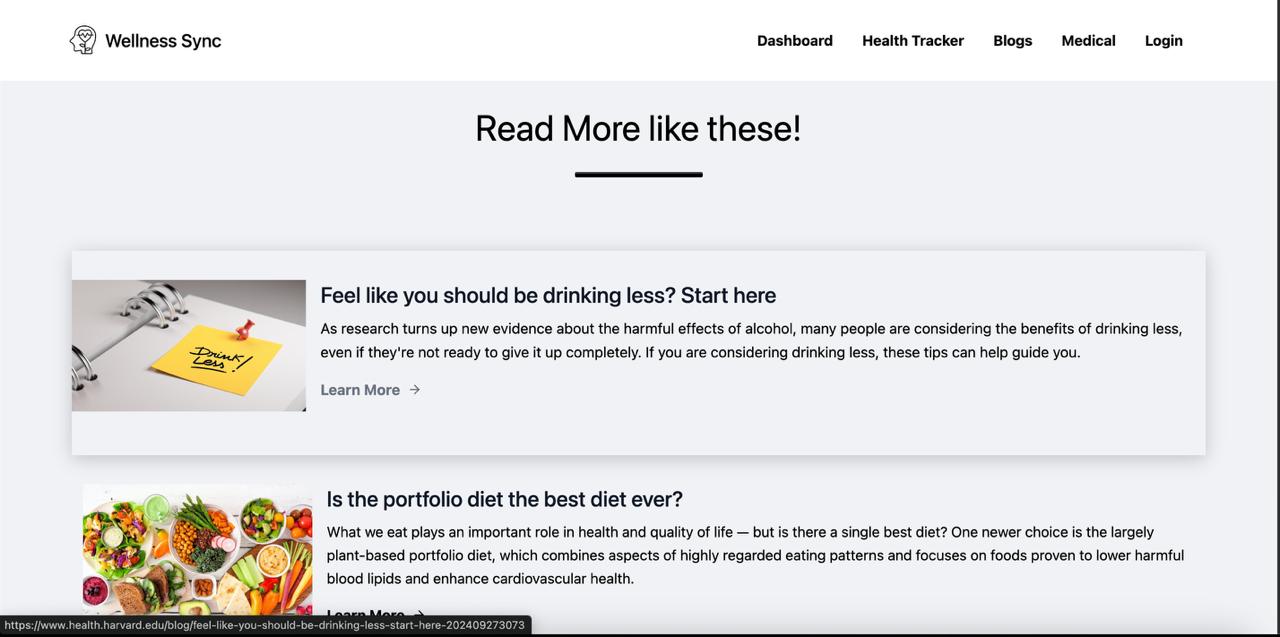 Wellness Sync
Dashboard Health Tracker Blogs Medical Login
Read More like these!
Feel like you should be drinking less? Start here
As research turns up new evidence about the harmful effects of alcohol, many people are considering the benefits of drinking less,
even if they're not ready to give it up completely. If you are considering drinking less, these tips can help guide you.
Drink
Less!
Learn More →
Is the portfolio diet the best diet ever?
What we eat plays an important role in health and quality of life — but is there a single best diet? One newer choice is the largely
plant-based portfolio diet, which combines aspects of highly regarded eating patterns and focuses on foods proven to lower harmful
blood lipids and enhance cardiovascular health.
Learn More →
https://www.health.harvard.edu/blog/feel-like-you-should-be-drinking-less-start-here-202409273073